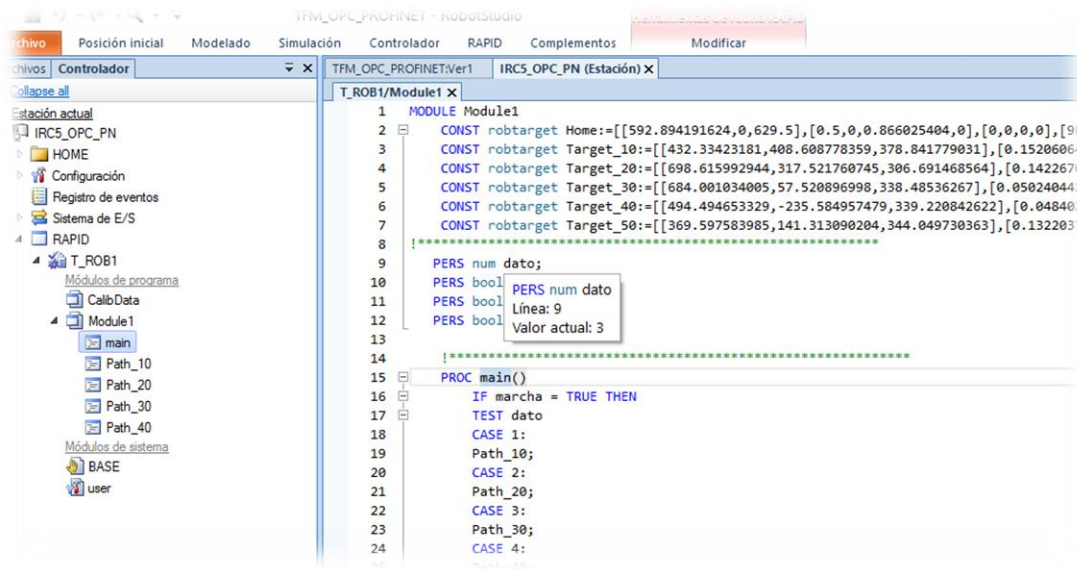 TFM_OPC_PROFINET - RobotStudio
Archivo Posición inicial Modelado Simulación Controlador RAPID Complementos Modificar
Controlador
TFM_OPC_PROFINET:Ver1 IRC5_OPC_PN (Estación) X
Collapse all
T_ROB1/Module1 X
Estación actual
IRC5_OPC_PN
HOME
Configuración
Registro de eventos
Sistema de E/S
RAPID
T_ROB1
Módulos de programa
CalibData
Module1
main
Path_10
Path_20
Path_30
Path_40
Módulos de sistema
BASE
user
1 MODULE Module1
2 CONST robtarget Home:=[[592.894191624,0,629.5],[0.5,0,0.866025404,0],[0,0,0,0],[9
3 CONST robtarget Target_10:=[[432.33423181,408.608778359,378.841779031],[0.1520606
4 CONST robtarget Target_20:=[[698.615992944,317.521760745,306.691468564],[0.142267
5 CONST robtarget Target_30:=[[684.001034005,57.520896998,338.48536267],[0.05024044
6 CONST robtarget Target_40:=[[494.494653329,-235.584957479,339.220842622],[0.04840
7 CONST robtarget Target_50:=[[369.597583985,141.313090204,344.049730363],[0.132203
8 !***********************************************************
9 PERS num dato;
10 PERS bool
11 PERS bool
12 PERS bool
PERS num dato
Línea: 9
Valor actual: 3
13
14 !***********************************************************
15 PROC main()
16 IF marcha = TRUE THEN
17 TEST dato
18 CASE 1:
19 Path_10;
20 CASE 2:
21 Path_20;
22 CASE 3:
23 Path_30;
24 CASE 4: